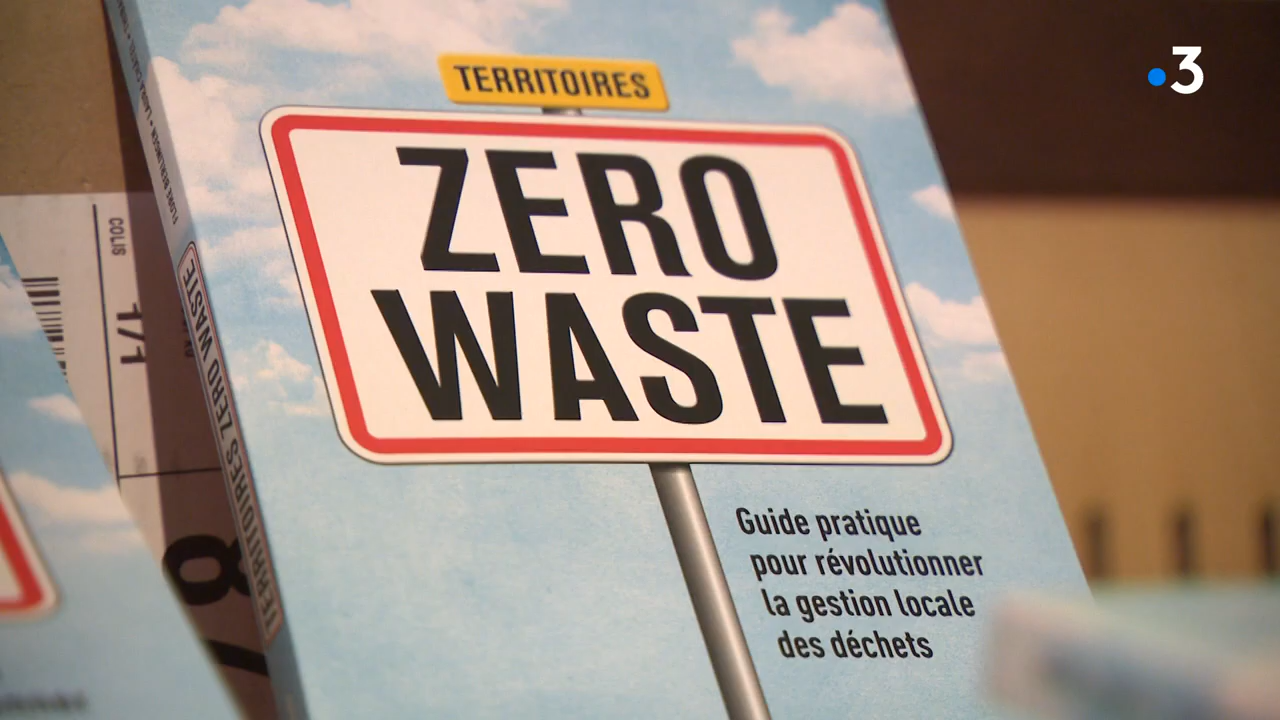 3
TERRITOIRES
ZERO
WASTE
Guide pratique
pour révolutionner
la gestion locale
des déchets
TERRITOIRES ZERO WASTE
COLIS
1/1
8